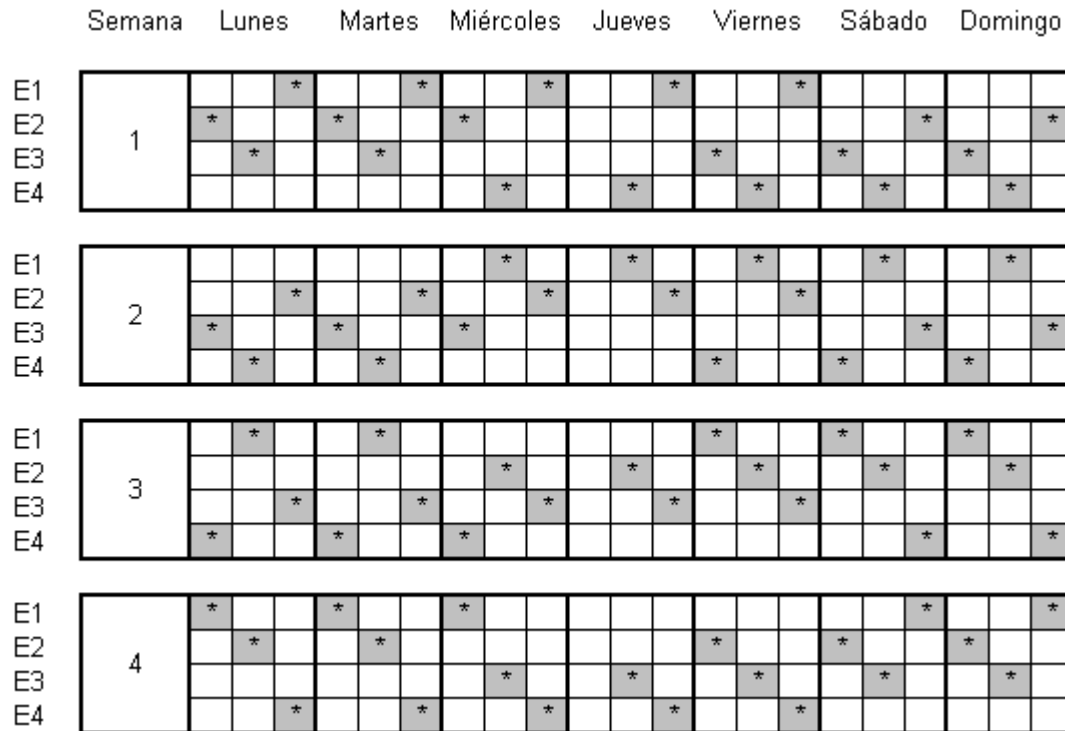 Semana Lunes Martes Miércoles Jueves Viernes Sábado Domingo
E1 * * * * *
E2 * * * * *
1
E3 * * * * *
E4 * * * * *
E1 * * * * *
E2 * * * * *
2
E3 * * * * *
E4 * * * * *
E1 * * * * *
E2 * * * * *
3
E3 * * * * *
E4 * * * * *
E1 * * * * *
E2 * * * * *
4
E3 * * * * *
E4 * * * * *